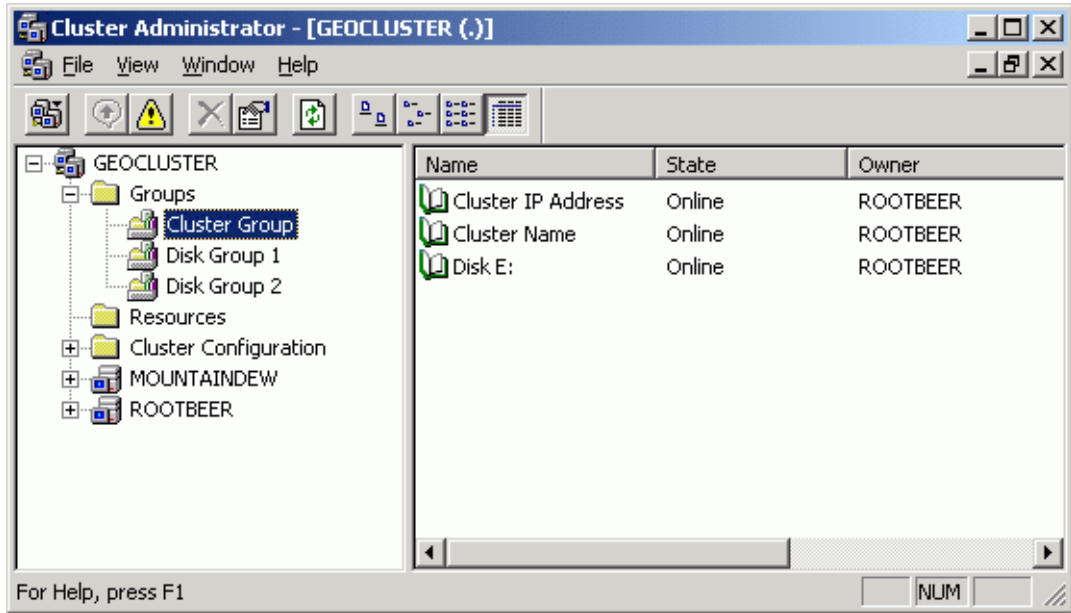 Cluster Administrator - [GEOCLUSTER (.)]
File View Window Help
GEOCLUSTER
Groups
Cluster Group
Disk Group 1
Disk Group 2
Resources
Cluster Configuration
MOUNTAINDEW
ROOTBEER
Name State Owner
Cluster IP Address Online ROOTBEER
Cluster Name Online ROOTBEER
Disk E: Online ROOTBEER
For Help, press F1
NUM